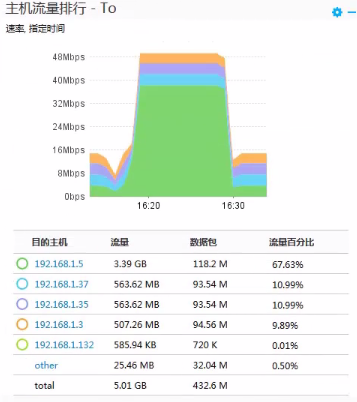 主机流量排行 - To
速率, 指定时间
48Mbps
40Mbps
32Mbps
24Mbps
16Mbps
8Mbps
0bps
16:20 16:30
目的主机 流量 数据包 流量百分比
192.168.1.5 3.39 GB 118.2 M 67.63%
192.168.1.37 563.62 MB 93.54 M 10.99%
192.168.1.35 563.62 MB 93.54 M 10.99%
192.168.1.3 507.26 MB 94.56 M 9.89%
192.168.1.132 585.94 KB 720 K 0.01%
other 25.46 MB 32.04 M 0.50%
total 5.01 GB 432.6 M